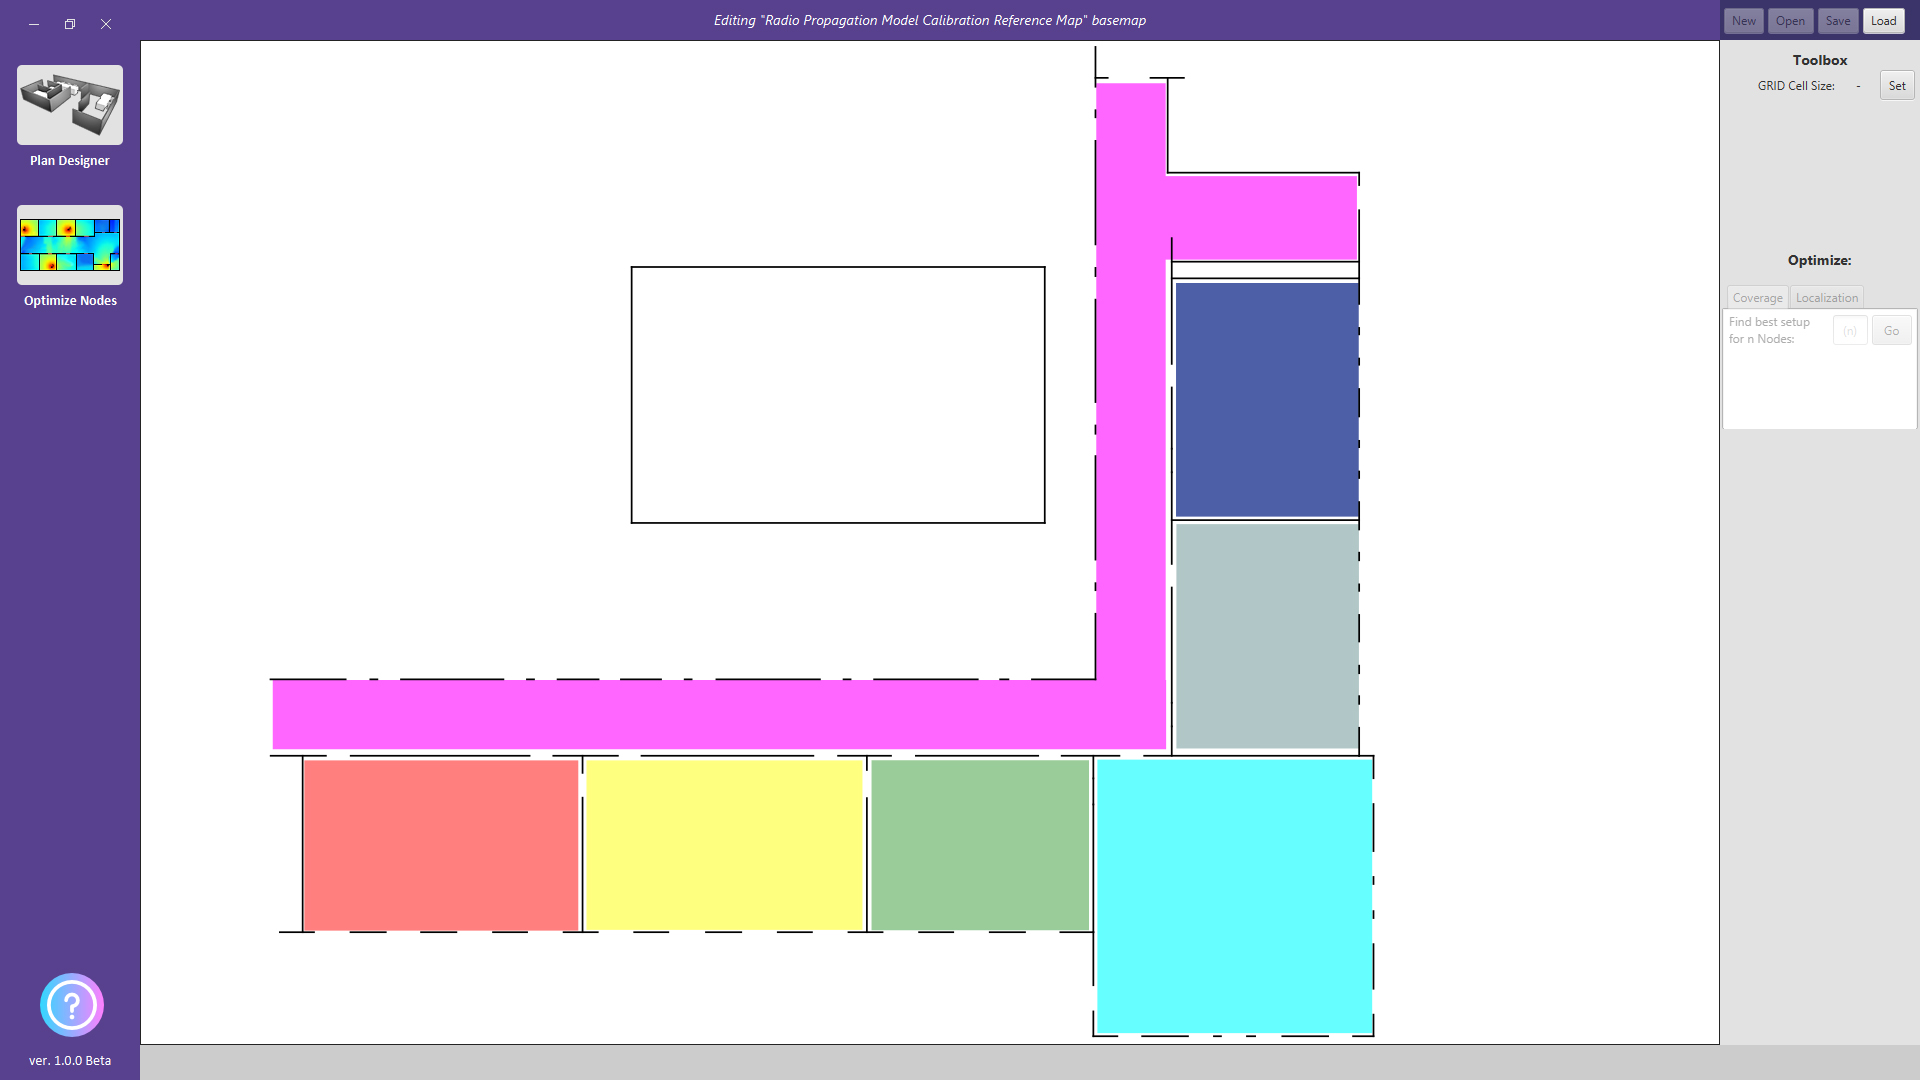 Editing "Radio Propagation Model Calibration Reference Map" basemap
New Open Save Load
Plan Designer
Optimize Nodes
ver. 1.0.0 Beta
Toolbox
GRID Cell Size: - Set
Optimize:
Coverage Localization
Find best setup
for n Nodes: (n) Go